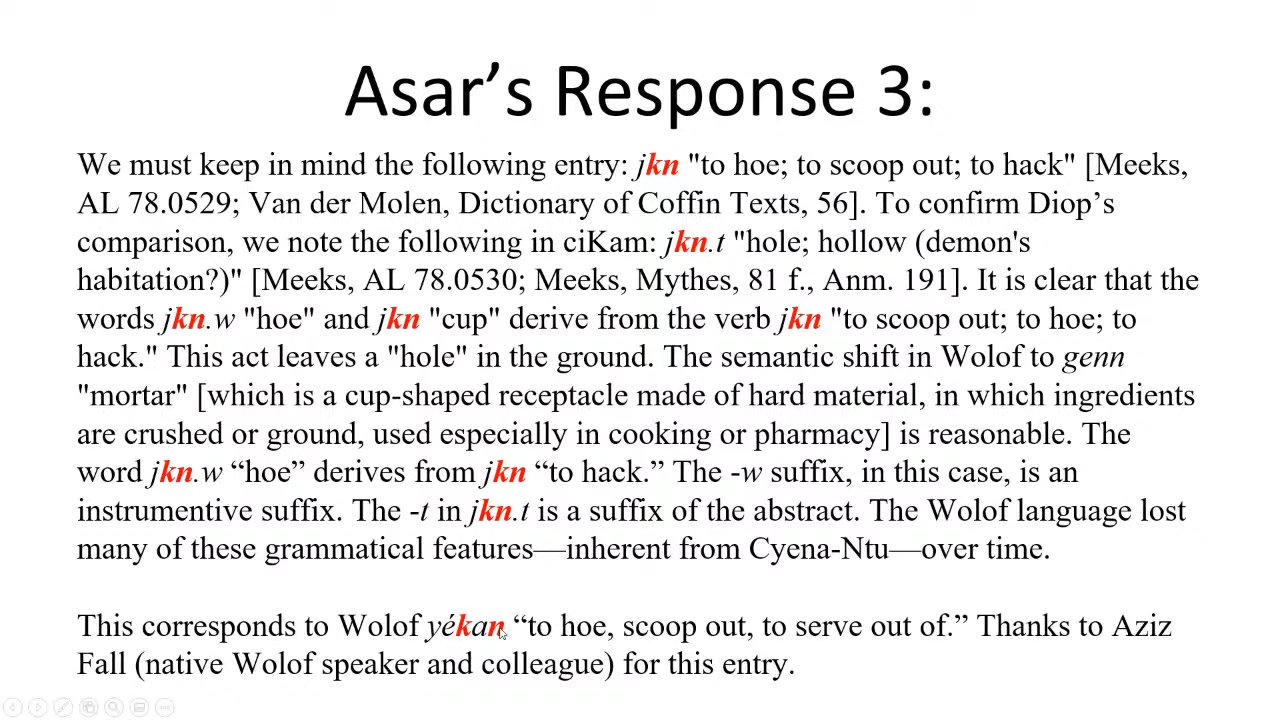 Asar’s Response 3:
We must keep in mind the following entry: jkn "to hoe; to scoop out; to hack" [Meeks,
AL 78.0529; Van der Molen, Dictionary of Coffin Texts, 56]. To confirm Diop’s
comparison, we note the following in ciKam: jkn.t "hole; hollow (demon's
habitation?)" [Meeks, AL 78.0530; Meeks, Mythes, 81 f., Anm. 191]. It is clear that the
words jkn.w "hoe" and jkn "cup" derive from the verb jkn "to scoop out; to hoe; to
hack." This act leaves a "hole" in the ground. The semantic shift in Wolof to genn
"mortar" [which is a cup-shaped receptacle made of hard material, in which ingredients
are crushed or ground, used especially in cooking or pharmacy] is reasonable. The
word jkn.w “hoe” derives from jkn “to hack.” The -w suffix, in this case, is an
instrumentive suffix. The -t in jkn.t is a suffix of the abstract. The Wolof language lost
many of these grammatical features—inherent from Cyena-Ntu—over time.
This corresponds to Wolof yékan “to hoe, scoop out, to serve out of.” Thanks to Aziz
Fall (native Wolof speaker and colleague) for this entry.